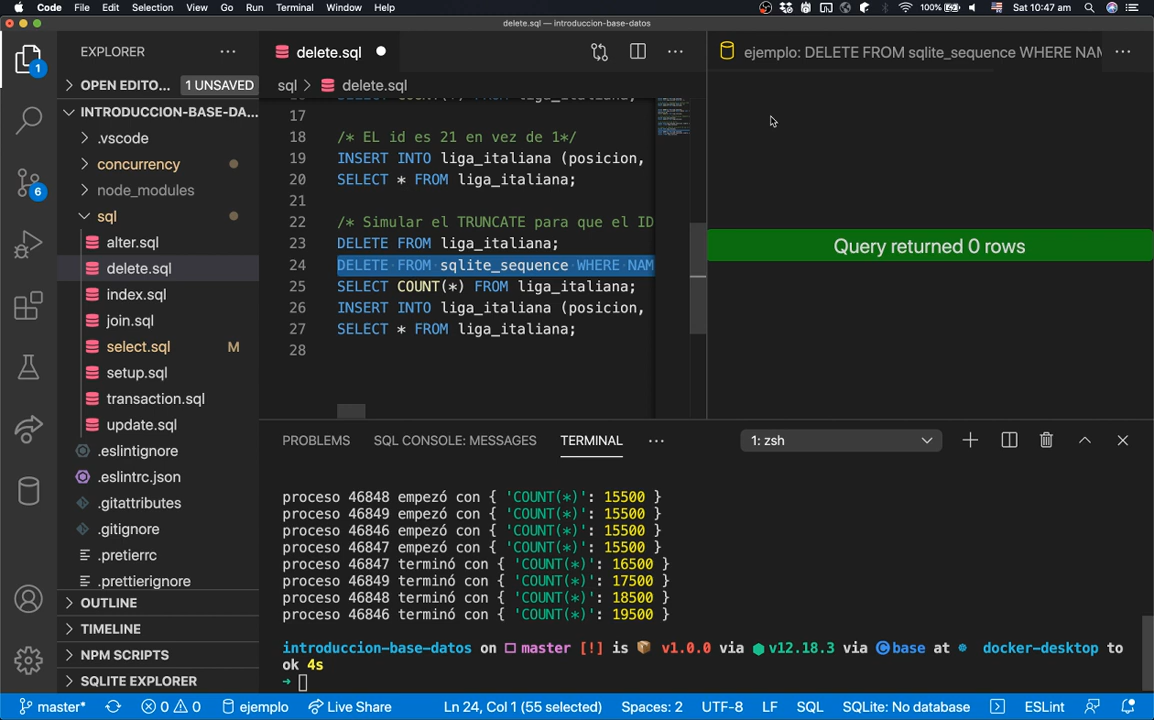 Code File Edit Selection View Go Run Terminal Window Help 100% Sat 10:47 am
delete.sql — introduccion-base-datos
EXPLORER
OPEN EDITO... 1 UNSAVED
INTRODUCCION-BASE-DA...
.vscode
concurrency
node_modules
sql
alter.sql
delete.sql
index.sql
join.sql
select.sql M
setup.sql
transaction.sql
update.sql
.eslintignore
.eslintrc.json
.gitattributes
.gitignore
.pretierrc
.prettierignore
OUTLINE
TIMELINE
NPM SCRIPTS
SQLITE EXPLORER
1
6
delete.sql
sql > delete.sql
17
18 /* EL id es 21 en vez de 1*/
19 INSERT INTO liga_italiana (posicion,
20 SELECT * FROM liga_italiana;
21
22 /* Simular el TRUNCATE para que el ID
23 DELETE FROM liga_italiana;
24 DELETE FROM sqlite_sequence WHERE NAM
25 SELECT COUNT(*) FROM liga_italiana;
26 INSERT INTO liga_italiana (posicion,
27 SELECT * FROM liga_italiana;
28
ejemplo: DELETE FROM sqlite_sequence WHERE NAM
Query returned 0 rows
PROBLEMS SQL CONSOLE: MESSAGES TERMINAL 1: zsh
proceso 46848 empezó con { 'COUNT(*)': 15500 }
proceso 46849 empezó con { 'COUNT(*)': 15500 }
proceso 46846 empezó con { 'COUNT(*)': 15500 }
proceso 46847 empezó con { 'COUNT(*)': 15500 }
proceso 46847 terminó con { 'COUNT(*)': 16500 }
proceso 46849 terminó con { 'COUNT(*)': 17500 }
proceso 46848 terminó con { 'COUNT(*)': 18500 }
proceso 46846 terminó con { 'COUNT(*)': 19500 }
introduccion-base-datos on master [!] is v1.0.0 via v12.18.3 via base at docker-desktop to
ok 4s
master* 0 0 ejemplo Live Share Ln 24, Col 1 (55 selected) Spaces: 2 UTF-8 LF SQL SQLite: No database ESLint